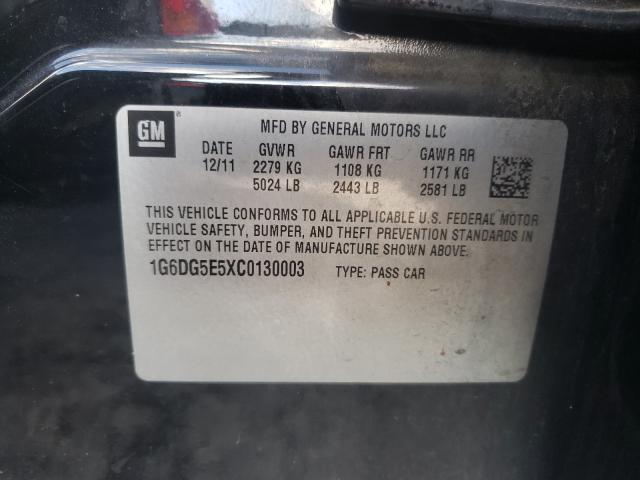 GM ®
MFD BY GENERAL MOTORS LLC
DATE GVWR GAWR FRT GAWR RR
12/11 2279 KG 1108 KG 1171 KG
5024 LB 2443 LB 2581 LB
THIS VEHICLE CONFORMS TO ALL APPLICABLE U.S. FEDERAL MOTOR
VEHICLE SAFETY, BUMPER, AND THEFT PREVENTION STANDARDS IN
EFFECT ON THE DATE OF MANUFACTURE SHOWN ABOVE.
1G6DG5E5XC0130003 TYPE: PASS CAR